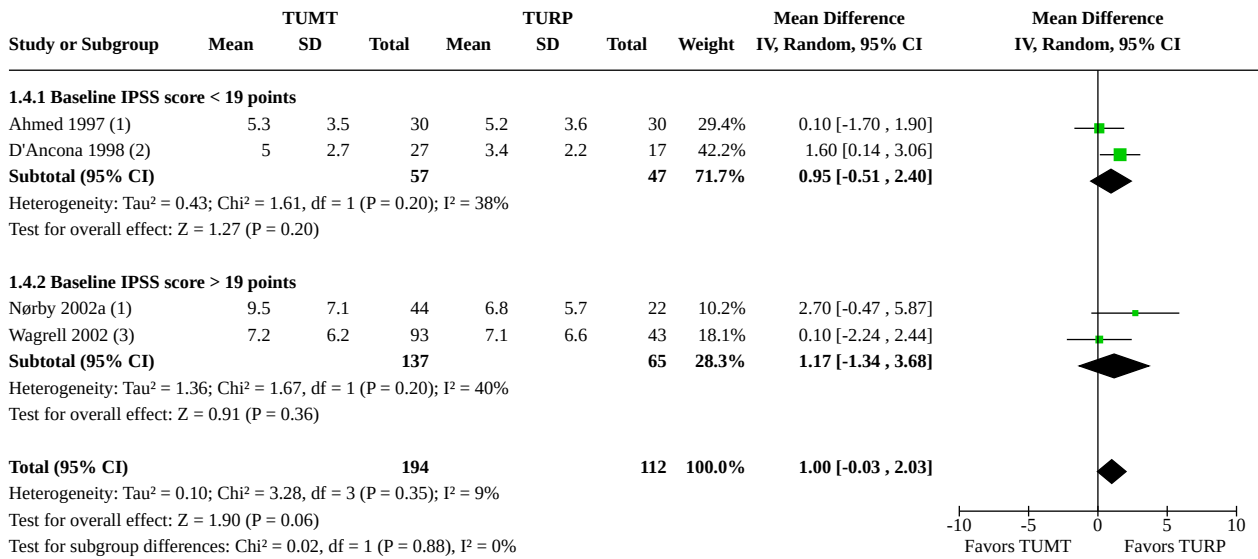 TUMT TURP Mean Difference Mean Difference
Study or Subgroup Mean SD Total Mean SD Total Weight IV, Random, 95% CI IV, Random, 95% CI
1.4.1 Baseline IPSS score < 19 points
Ahmed 1997 (1) 5.3 3.5 30 5.2 3.6 30 29.4% 0.10 [-1.70 , 1.90]
D'Ancona 1998 (2) 5 2.7 27 3.4 2.2 17 42.2% 1.60 [0.14 , 3.06]
Subtotal (95% CI) 57 47 71.7% 0.95 [-0.51 , 2.40]
Heterogeneity: Tau² = 0.43; Chi² = 1.61, df = 1 (P = 0.20); I² = 38%
Test for overall effect: Z = 1.27 (P = 0.20)
1.4.2 Baseline IPSS score > 19 points
Nørby 2002a (1) 9.5 7.1 44 6.8 5.7 22 10.2% 2.70 [-0.47 , 5.87]
Wagrell 2002 (3) 7.2 6.2 93 7.1 6.6 43 18.1% 0.10 [-2.24 , 2.44]
Subtotal (95% CI) 137 65 28.3% 1.17 [-1.34 , 3.68]
Heterogeneity: Tau² = 1.36; Chi² = 1.67, df = 1 (P = 0.20); I² = 40%
Test for overall effect: Z = 0.91 (P = 0.36)
Total (95% CI) 194 112 100.0% 1.00 [-0.03 , 2.03]
Heterogeneity: Tau² = 0.10; Chi² = 3.28, df = 3 (P = 0.35); I² = 9%
Test for overall effect: Z = 1.90 (P = 0.06)
Test for subgroup differences: Chi² = 0.02, df = 1 (P = 0.88), I² = 0%
-10 -5 0 5 10
Favors TUMT Favors TURP